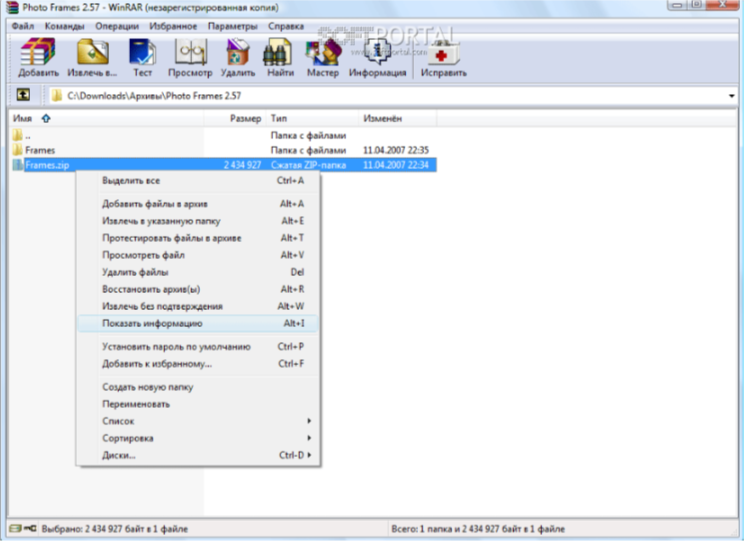 Photo Frames 2.57 - WinRAR (незарегистрированная копия)
Файл Команды Операции Избранное Параметры Справка
SOFTPORTAL
www.softportal.com
Добавить Извлечь в... Тест Просмотр Удалить Найти Мастер Информация Исправить
C:\Downloads\Архивы\Photo Frames 2.57
Имя Размер Тип Изменён
.. Папка с файлами
Frames Папка с файлами 11.04.2007 22:35
Frames.zip 2 434 927 Сжатая ZIP-папка 11.04.2007 22:34
Выделить все Ctrl+A
Добавить файлы в архив Alt+A
Извлечь в указанную папку Alt+E
Протестировать файлы в архиве Alt+T
Просмотреть файл Alt+V
Удалить файлы Del
Восстановить архив(ы) Alt+R
Извлечь без подтверждения Alt+W
Показать информацию Alt+I
Установить пароль по умолчанию Ctrl+P
Добавить к избранному... Ctrl+F
Создать новую папку
Переименовать
Список
Сортировка
Диски... Ctrl-D
Выбрано: 2 434 927 байт в 1 файле Всего: 1 папка и 2 434 927 байт в 1 файле